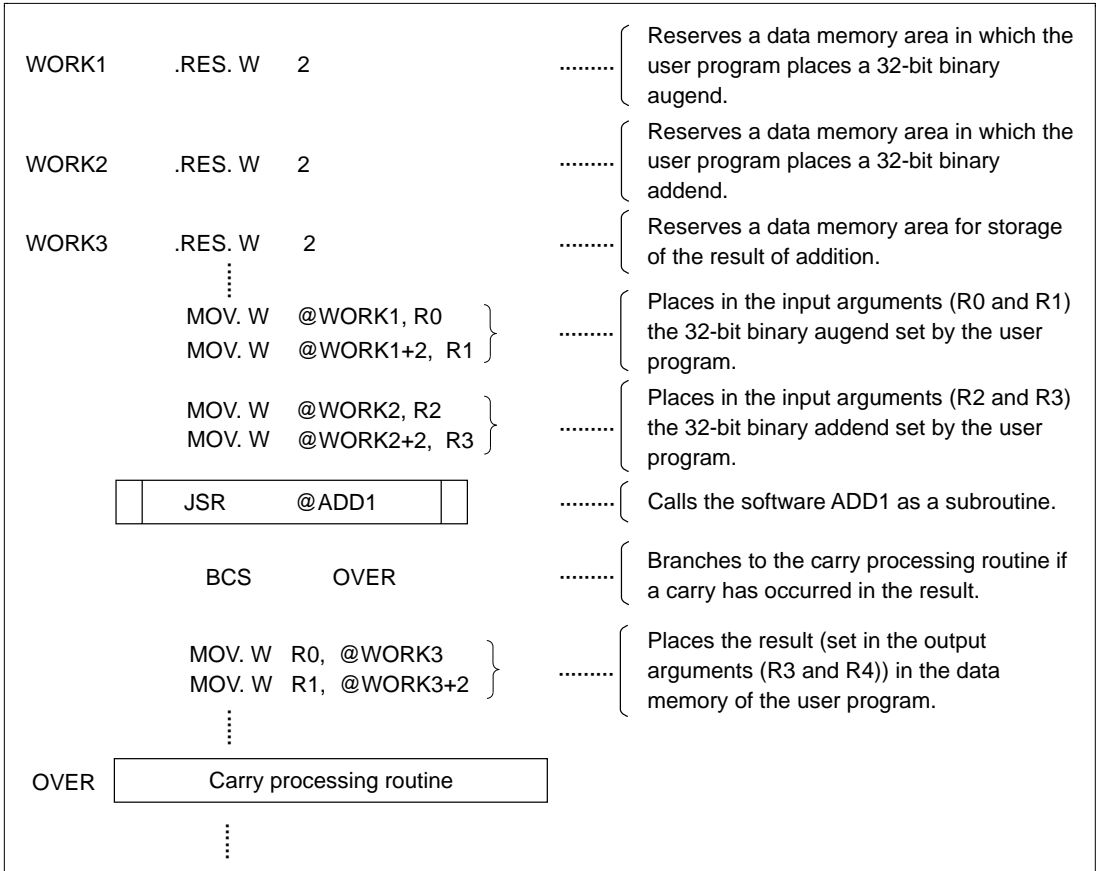 WORK1 .RES. W 2 ......... Reserves a data memory area in which the
user program places a 32-bit binary
augend.
WORK2 .RES. W 2 ......... Reserves a data memory area in which the
user program places a 32-bit binary
addend.
WORK3 .RES. W 2 ......... Reserves a data memory area for storage
of the result of addition.
MOV. W @WORK1, R0
MOV. W @WORK1+2, R1
......... Places in the input arguments (R0 and R1)
the 32-bit binary augend set by the user
program.
MOV. W @WORK2, R2
MOV. W @WORK2+2, R3
......... Places in the input arguments (R2 and R3)
the 32-bit binary addend set by the user
program.
JSR @ADD1 ......... Calls the software ADD1 as a subroutine.
BCS OVER ......... Branches to the carry processing routine if
a carry has occurred in the result.
MOV. W R0, @WORK3
MOV. W R1, @WORK3+2
......... Places the result (set in the output
arguments (R3 and R4)) in the data
memory of the user program.
OVER Carry processing routine